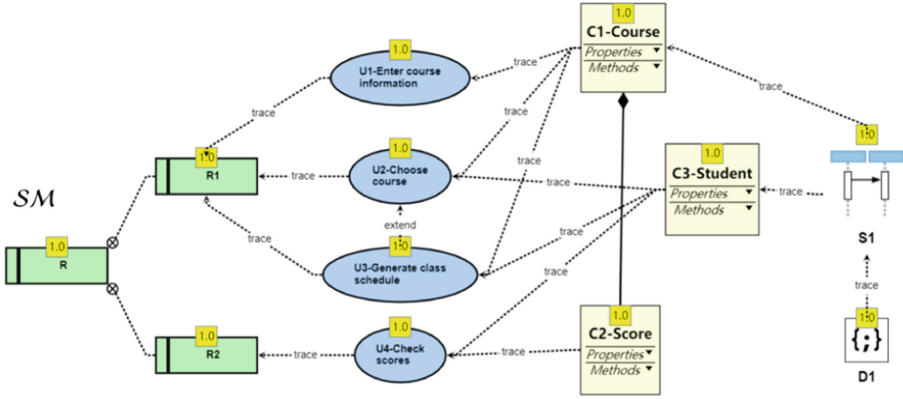 SM
1.0
R
1.0
R1
1.0
R2
trace
trace
trace
trace
1.0
U1-Enter course
information
1.0
U2-Choose
course
extend
1.0
U3-Generate class
schedule
1.0
U4-Check
scores
trace
trace
trace
trace
trace
trace
trace
1.0
C1-Course
Properties
Methods
1.0
C3-Student
Properties
Methods
1.0
C2-Score
Properties
Methods
trace
trace
1.0
S1
trace
1.0
{;}
D1